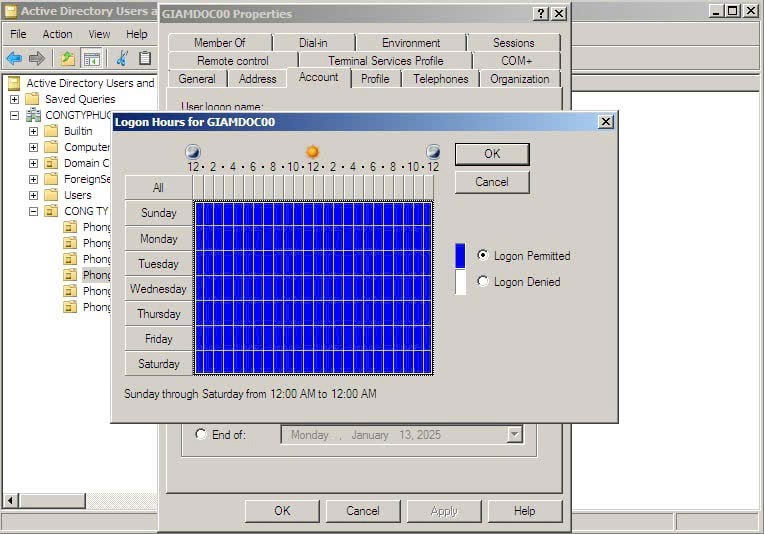 Active Directory Users a
GIAMDOC00 Properties
File Action View Help
Member Of Dial-in Environment Sessions
Remote control Terminal Services Profile COM+
General Address Account Profile Telephones Organization
Active Directory Users and
Saved Queries
CONGTYPHUC
Builtin
Computer
Domain C
ForeignSe
Users
CONG TY
Phong
Phong
Phong
Phong
Phong
Phong
User logon name:
Logon Hours for GIAMDOC00
12 · 2 · 4 · 6 · 8 · 10 · 12 · 2 · 4 · 6 · 8 · 10 · 12
All
Sunday
Monday
Tuesday
Wednesday
Thursday
Friday
Saturday
OK
Cancel
Logon Permitted
Logon Denied
Sunday through Saturday from 12:00 AM to 12:00 AM
End of: Monday , January 13, 2025
OK Cancel Apply Help